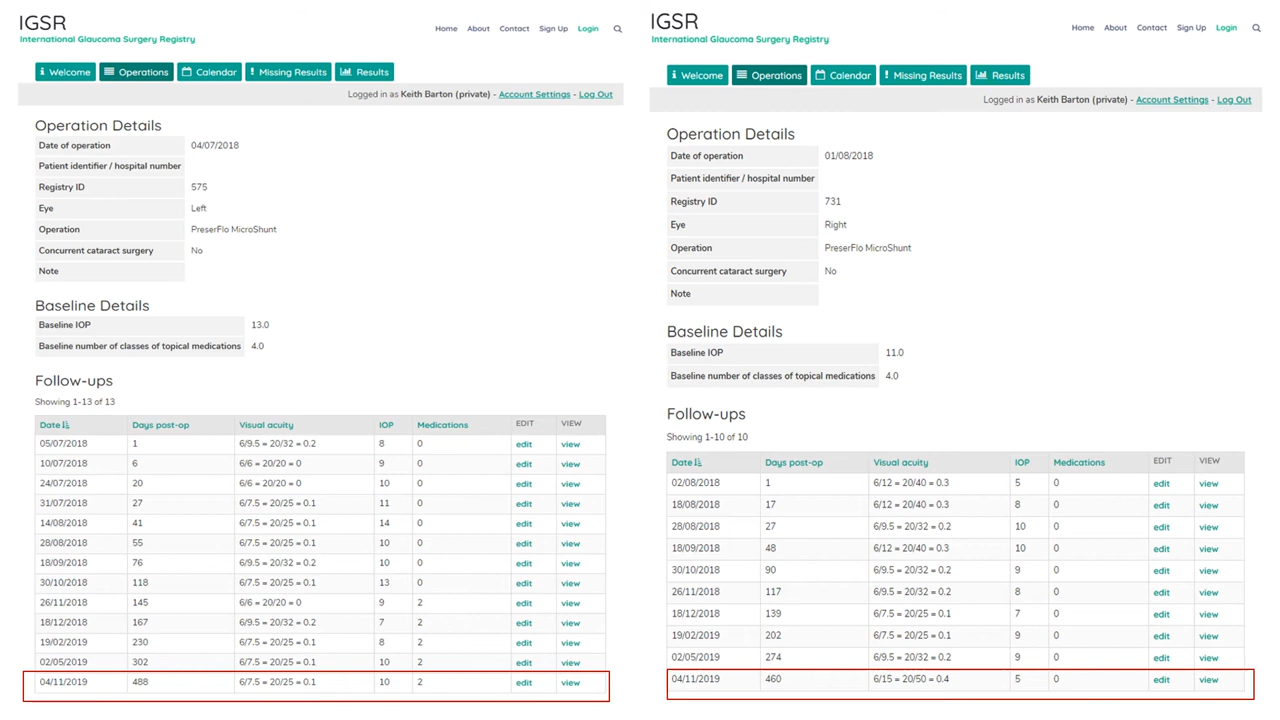 IGSR
International Glaucoma Surgery Registry
Home About Contact Sign Up Login
Welcome Operations Calendar Missing Results Results
Logged in as Keith Barton (private) - Account Settings - Log Out
Operation Details
Date of operation 04/07/2018
Patient identifier / hospital number
Registry ID 575
Eye Left
Operation PreserFlo MicroShunt
Concurrent cataract surgery No
Note
Baseline Details
Baseline IOP 13.0
Baseline number of classes of topical medications 4.0
Follow-ups
Showing 1-13 of 13
Date Days post-op Visual acuity IOP Medications EDIT VIEW
05/07/2018 1 6/9.5 = 20/32 = 0.2 8 0 edit view
10/07/2018 6 6/6 = 20/20 = 0 9 0 edit view
24/07/2018 20 6/6 = 20/20 = 0 10 0 edit view
31/07/2018 27 6/7.5 = 20/25 = 0.1 11 0 edit view
14/08/2018 41 6/7.5 = 20/25 = 0.1 14 0 edit view
28/08/2018 55 6/7.5 = 20/25 = 0.1 10 0 edit view
18/09/2018 76 6/9.5 = 20/32 = 0.2 10 0 edit view
30/10/2018 118 6/7.5 = 20/25 = 0.1 13 0 edit view
26/11/2018 145 6/6 = 20/20 = 0 9 2 edit view
18/12/2018 167 6/9.5 = 20/32 = 0.2 7 2 edit view
19/02/2019 230 6/7.5 = 20/25 = 0.1 8 2 edit view
02/05/2019 302 6/7.5 = 20/25 = 0.1 10 2 edit view
04/11/2019 488 6/7.5 = 20/25 = 0.1 10 2 edit view
IGSR
International Glaucoma Surgery Registry
Home About Contact Sign Up Login
Welcome Operations Calendar Missing Results Results
Logged in as Keith Barton (private) - Account Settings - Log Out
Operation Details
Date of operation 01/08/2018
Patient identifier / hospital number
Registry ID 731
Eye Right
Operation PreserFlo MicroShunt
Concurrent cataract surgery No
Note
Baseline Details
Baseline IOP 11.0
Baseline number of classes of topical medications 4.0
Follow-ups
Showing 1-10 of 10
Date Days post-op Visual acuity IOP Medications EDIT VIEW
02/08/2018 1 6/12 = 20/40 = 0.3 5 0 edit view
18/08/2018 17 6/12 = 20/40 = 0.3 8 0 edit view
28/08/2018 27 6/9.5 = 20/32 = 0.2 10 0 edit view
18/09/2018 48 6/12 = 20/40 = 0.3 10 0 edit view
30/10/2018 90 6/9.5 = 20/32 = 0.2 9 0 edit view
26/11/2018 117 6/9.5 = 20/32 = 0.2 8 0 edit view
18/12/2018 139 6/7.5 = 20/25 = 0.1 7 0 edit view
19/02/2019 202 6/7.5 = 20/25 = 0.1 9 0 edit view
02/05/2019 274 6/9.5 = 20/32 = 0.2 9 0 edit view
04/11/2019 460 6/15 = 20/50 = 0.4 5 0 edit view